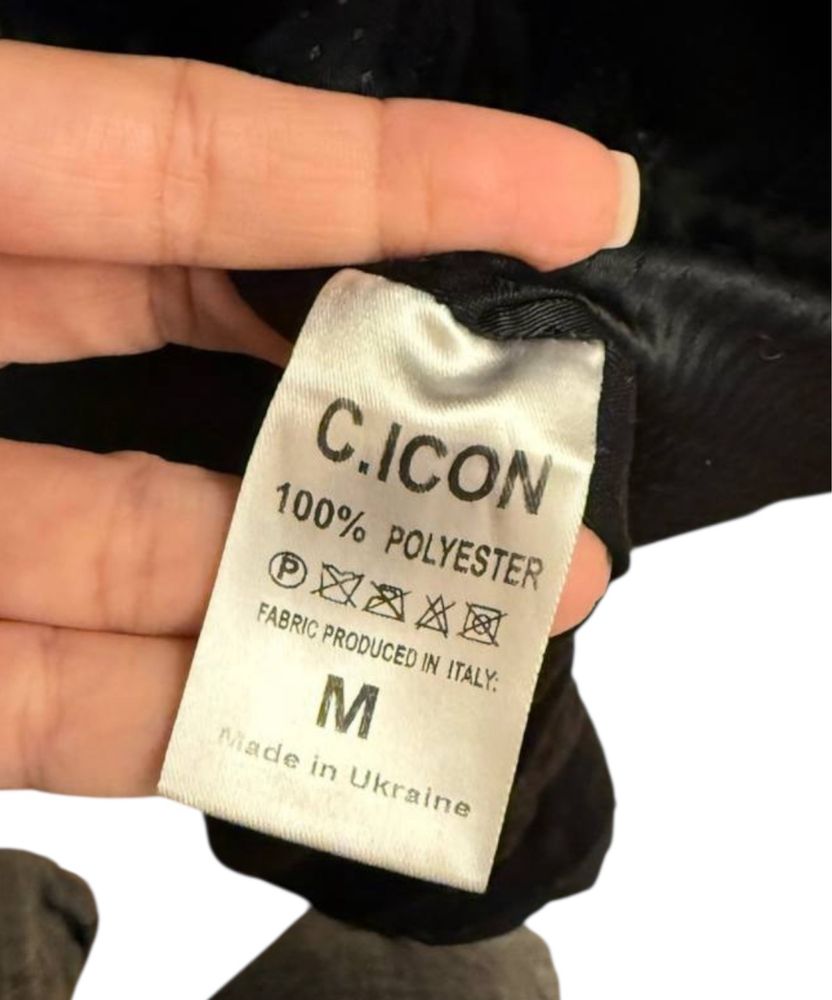 C.ICON
100% POLYESTER
P
FABRIC PRODUCED IN ITALY:
M
Made in Ukraine